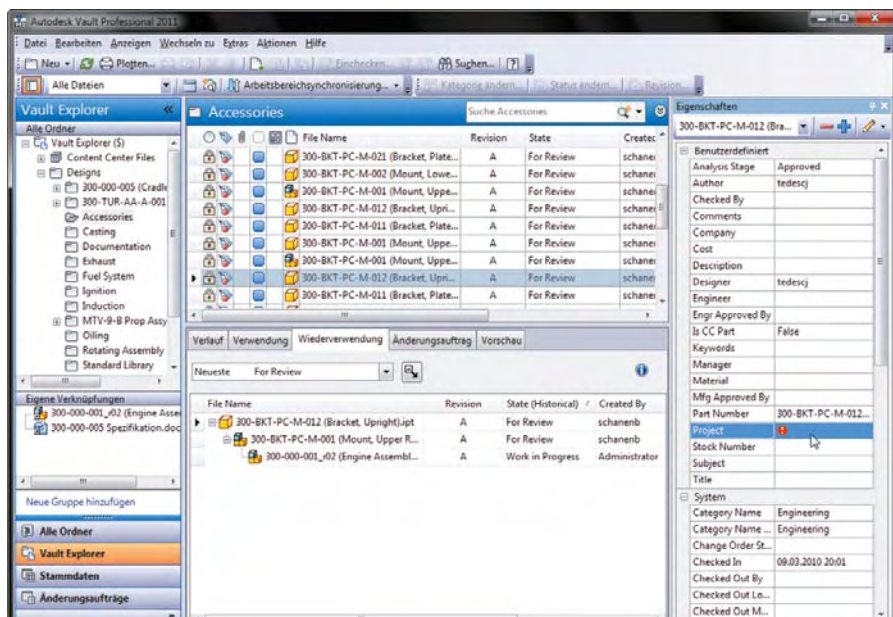 Autodesk Vault Professional 2011
Datei Bearbeiten Anzeigen Wechseln zu Extras Aktionen Hilfe
Neu Plotten... Einchecken... Suchen...
Alle Dateien Arbeitsbereichsynchronisierung... Kategorie ändern... Status ändern... Revision
Vault Explorer
Alle Ordner
Vault Explorer ($)
Content Center Files
Designs
300-000-005 (Cradle
300-TUR-AA-A-001
Accessories
Casting
Documentation
Exhaust
Fuel System
Ignition
Induction
MTV-9-B Prop Assy
Oiling
Rotating Assembly
Standard Library
Eigene Verknüpfungen
300-000-001_r02 (Engine Asser
300-000-005 Spezifikation.doc
Neue Gruppe hinzufügen
Alle Ordner
Vault Explorer
Stammdaten
Änderungsaufträge
Accessories Suche Accessories
File Name Revision State Created
300-BKT-PC-M-021 (Bracket, Plate... A For Review schanen
300-BKT-PC-M-002 (Mount, Lowe... A For Review schanen
300-BKT-PC-M-001 (Mount, Uppe... A For Review schanen
300-BKT-PC-M-012 (Bracket, Upri... A For Review schanen
300-BKT-PC-M-011 (Bracket, Plate... A For Review schanen
300-BKT-PC-M-001 (Mount, Uppe... A For Review schanen
300-BKT-PC-M-001 (Mount, Uppe... A For Review schanen
300-BKT-PC-M-012 (Bracket, Upri... A For Review schanen
300-BKT-PC-M-011 (Bracket, Plate... A For Review schanen
Verlauf Verwendung Wiederverwendung Änderungsauftrag Vorschau
Neueste For Review
File Name Revision State (Historical) Created By
300-BKT-PC-M-012 (Bracket, Upright).ipt A For Review schanenb
300-BKT-PC-M-001 (Mount, Upper R... A For Review schanenb
300-000-001_r02 (Engine Assembl... A Work in Progress Administrator
Eigenschaften
300-BKT-PC-M-012 (Bra...
Benutzerdefiniert
Analysis Stage Approved
Author tedescj
Checked By
Comments
Company
Cost
Description
Designer tedescj
Engineer
Engr Approved By
Is CC Part False
Keywords
Manager
Material
Mfg Approved By
Part Number 300-BKT-PC-M-012...
Project
Stock Number
Subject
Title
System
Category Name Engineering
Category Name ... Engineering
Change Order St...
Checked In 09.03.2010 20:01
Checked Out By
Checked Out Lo...
Checked Out M...